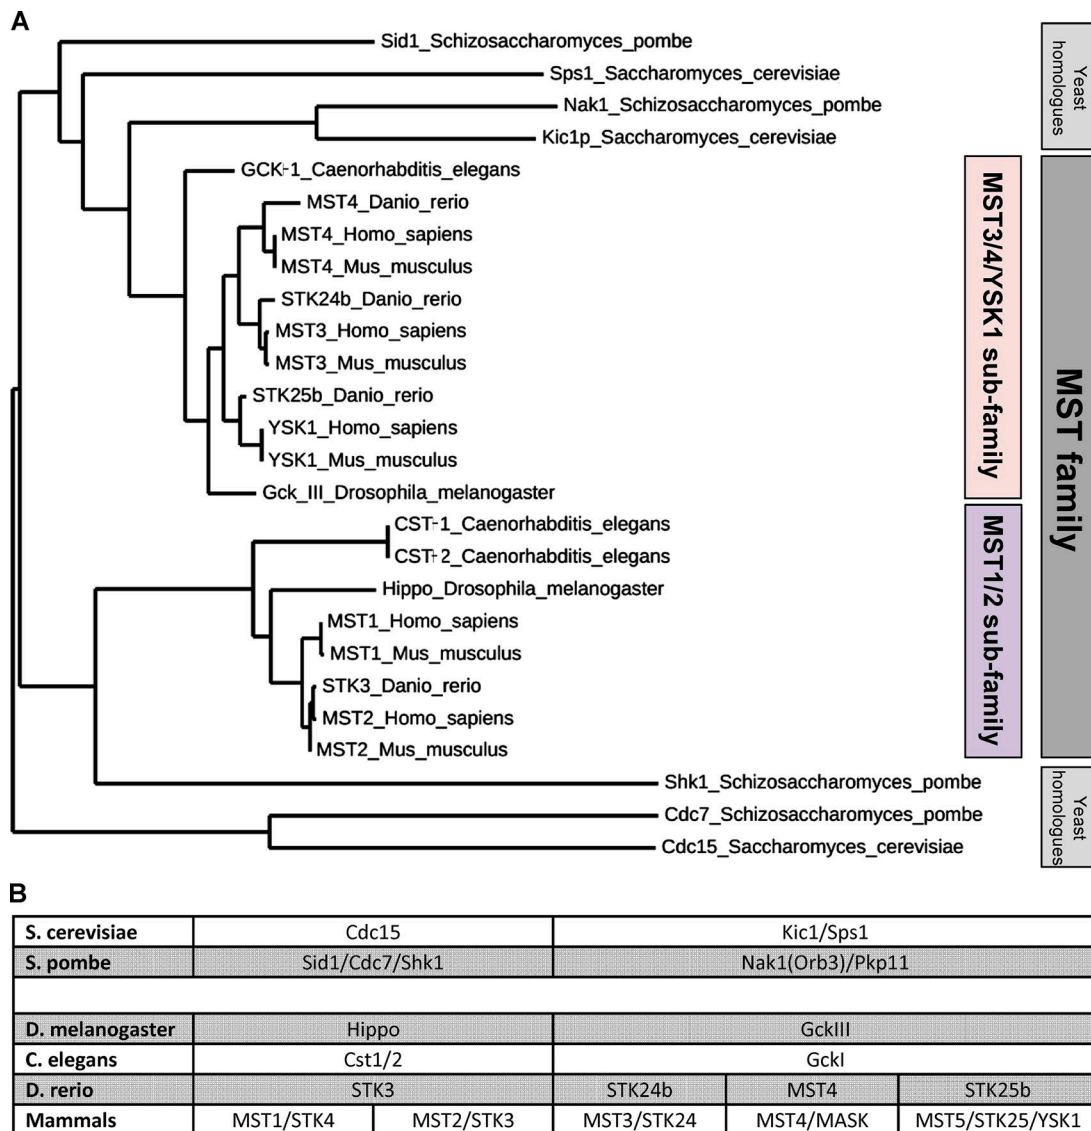 A
Sid1_Schizosaccharomyces_pombe
Sps1_Saccharomyces_cerevisiae
Nak1_Schizosaccharomyces_pombe
Kic1p_Saccharomyces_cerevisiae
GCK-1_Caenorhabditis_elegans
MST4_Danio_rerio
MST4_Homo_sapiens
MST4_Mus_musculus
STK24b_Danio_rerio
MST3_Homo_sapiens
MST3_Mus_musculus
STK25b_Danio_rerio
YSK1_Homo_sapiens
YSK1_Mus_musculus
Gck_III_Drosophila_melanogaster
CST-1_Caenorhabditis_elegans
CST-2_Caenorhabditis_elegans
Hippo_Drosophila_melanogaster
MST1_Homo_sapiens
MST1_Mus_musculus
STK3_Danio_rerio
MST2_Homo_sapiens
MST2_Mus_musculus
Shk1_Schizosaccharomyces_pombe
Cdc7_Schizosaccharomyces_pombe
Cdc15_Saccharomyces_cerevisiae
Yeast
homologues
MST3/4/YSK1 sub-family
MST1/2 sub-family
MST family
Yeast
homologues
B
S. cerevisiae Cdc15 Kic1/Sps1
S. pombe Sid1/Cdc7/Shk1 Nak1(Orb3)/Pkp11
D. melanogaster Hippo GckIII
C. elegans Cst1/2 GckI
D. rerio STK3 STK24b MST4 STK25b
Mammals MST1/STK4 MST2/STK3 MST3/STK24 MST4/MASK MST5/STK25/YSK1